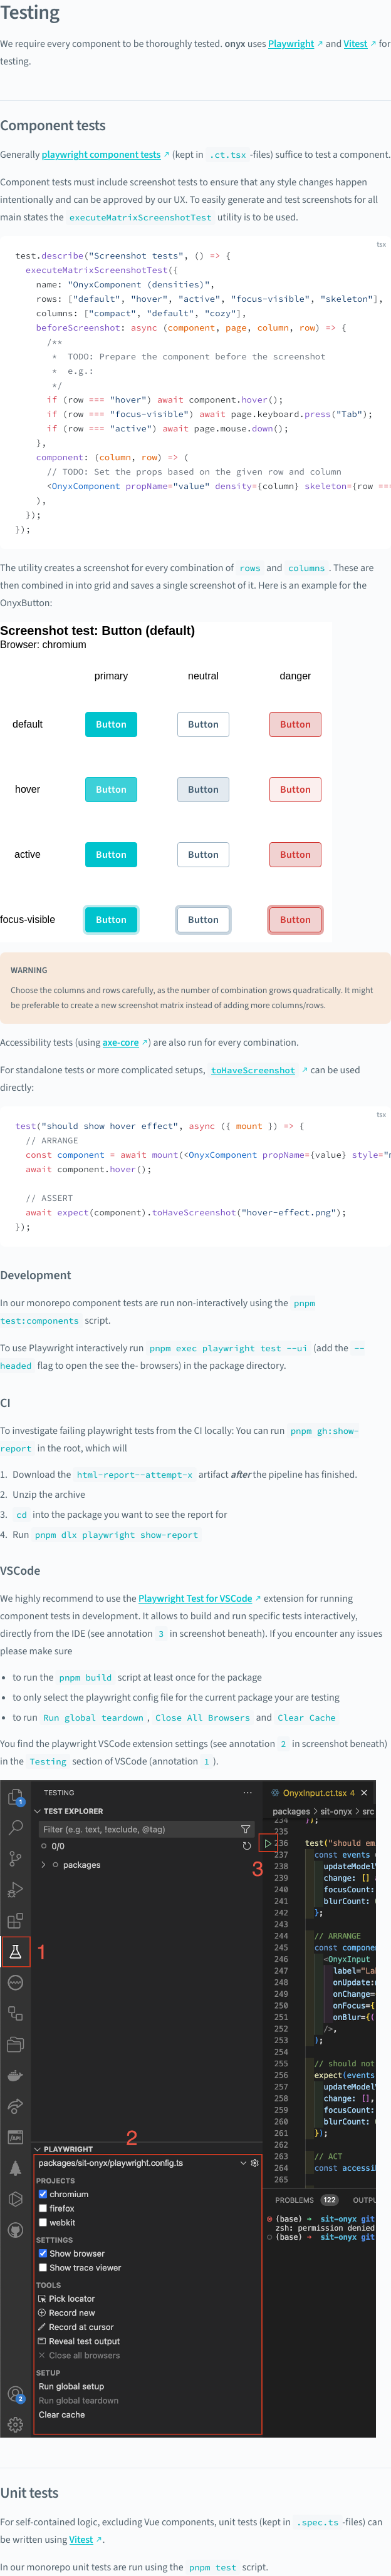 Testing
We require every component to be thoroughly tested. onyx uses Playwright ↗ and Vitest ↗ for
testing.
Component tests
Generally playwright component tests ↗ (kept in .ct.tsx -files) suffice to test a component.
Component tests must include screenshot tests to ensure that any style changes happen
intentionally and can be approved by our UX. To easily generate and test screenshots for all
main states the executeMatrixScreenshotTest utility is to be used.
tsx
test.describe("Screenshot tests", () => {
executeMatrixScreenshotTest({
name: "OnyxComponent (densities)",
rows: ["default", "hover", "active", "focus-visible", "skeleton"],
columns: ["compact", "default", "cozy"],
beforeScreenshot: async (component, page, column, row) => {
/**
* TODO: Prepare the component before the screenshot
* e.g.:
*/
if (row === "hover") await component.hover();
if (row === "focus-visible") await page.keyboard.press("Tab");
if (row === "active") await page.mouse.down();
},
component: (column, row) => (
// TODO: Set the props based on the given row and column
<OnyxComponent propName="value" density={column} skeleton={row ===
),
});
});
The utility creates a screenshot for every combination of rows and columns. These are
then combined in into grid and saves a single screenshot of it. Here is an example for the
OnyxButton:
Screenshot test: Button (default)
Browser: chromium
primary neutral danger
default Button Button Button
hover Button Button Button
active Button Button Button
focus-visible Button Button Button
WARNING
Choose the columns and rows carefully, as the number of combination grows quadratically. It might
be preferable to create a new screenshot matrix instead of adding more columns/rows.
Accessibility tests (using axe-core ↗) are also run for every combination.
For standalone tests or more complicated setups, toHaveScreenshot ↗ can be used
directly:
tsx
test("should show hover effect", async ({ mount }) => {
// ARRANGE
const component = await mount(<OnyxComponent propName={value} style="m
await component.hover();
// ASSERT
await expect(component).toHaveScreenshot("hover-effect.png");
});
Development
In our monorepo component tests are run non-interactively using the pnpm
test:components script.
To use Playwright interactively run pnpm exec playwright test --ui (add the --
headed flag to open the see the- browsers) in the package directory.
CI
To investigate failing playwright tests from the CI locally: You can run pnpm gh:show-
report in the root, which will
1. Download the html-report--attempt-x artifact after the pipeline has finished.
2. Unzip the archive
3. cd into the package you want to see the report for
4. Run pnpm dlx playwright show-report
VSCode
We highly recommend to use the Playwright Test for VSCode ↗ extension for running
component tests in development. It allows to build and run specific tests interactively,
directly from the IDE (see annotation 3 in screenshot beneath). If you encounter any issues
please make sure
• to run the pnpm build script at least once for the package
• to only select the playwright config file for the current package your are testing
• to run Run global teardown, Close All Browsers and Clear Cache
You find the playwright VSCode extension settings (see annotation 2 in screenshot beneath)
in the Testing section of VSCode (annotation 1).
TESTING
TEST EXPLORER
Filter (e.g. text, !exclude, @tag)
0/0
packages
1
2
3
PLAYWRIGHT
packages/sit-onyx/playwright.config.ts
PROJECTS
chromium
firefox
webkit
SETTINGS
Show browser
Show trace viewer
TOOLS
Pick locator
Record new
Record at cursor
Reveal test output
Close all browsers
SETUP
Run global setup
Run global teardown
Clear cache
OnyxInput.ct.tsx 4
packages > sit-onyx > src
234 });
235
236 test("should em
237 const events =
238 updateModelV
239 change: [] a
240 focusCount:
241 blurCount: 0
242 };
243
244 // ARRANGE
245 const componen
246 <OnyxInput
247 label="Lab
248 onUpdate:m
249 onChange={
250 onFocus={(
251 onBlur={((
252 />,
253 );
254
255 // should not
256 expect(events)
257 updateModelV
258 change: [],
259 focusCount:
260 blurCount: 0
261 });
262
263 // ACT
264 const accessib
265
PROBLEMS 122 OUTPU
(base) ➜ sit-onyx git
zsh: permission denied
(base) ➜ sit-onyx git
Unit tests
For self-contained logic, excluding Vue components, unit tests (kept in .spec.ts -files) can
be written using Vitest ↗.
In our monorepo unit tests are run using the pnpm test script.